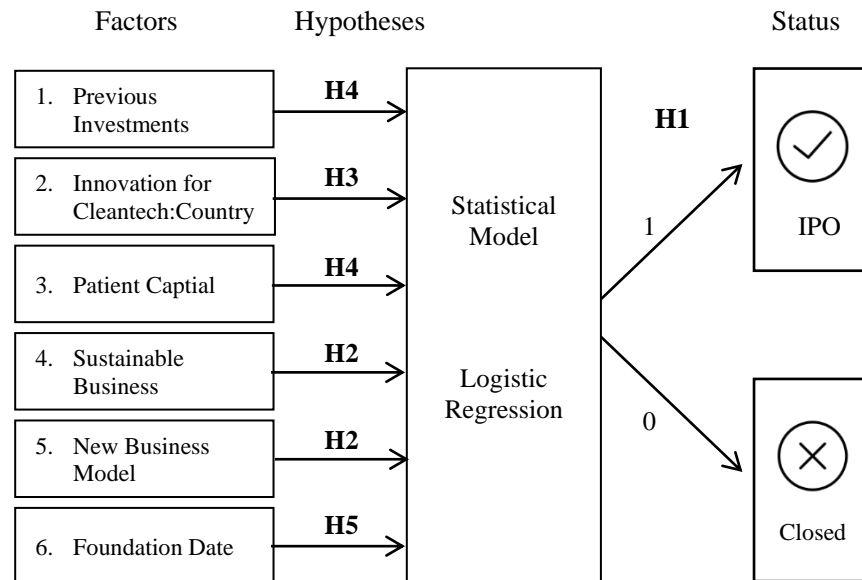 Factors
Hypotheses
Status
1. Previous
Investments
H4
2. Innovation for
Cleantech:Country
H3
3. Patient Captial
H4
4. Sustainable
Business
H2
5. New Business
Model
H2
6. Foundation Date
H5
Statistical
Model
Logistic
Regression
H1
1
0
IPO
Closed